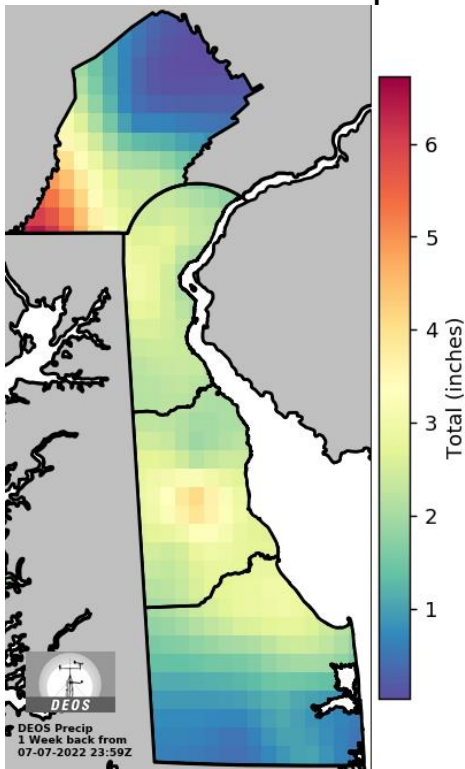 6
5
4
3
2
1
Total (inches)
DEOS
DEOS Precip
1 Week back from
07-07-2022 23:59Z